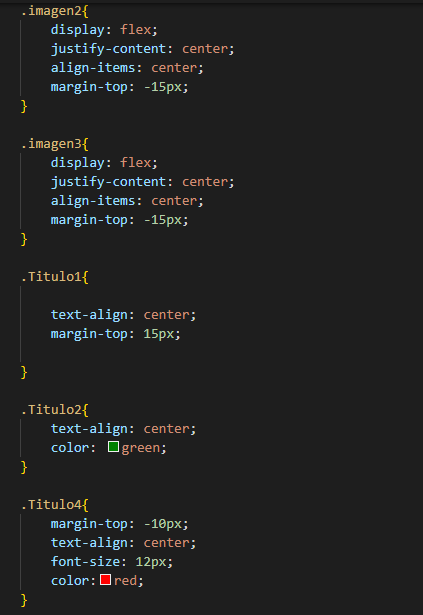 .imagen2{
display: flex;
justify-content: center;
align-items: center;
margin-top: -15px;
}
.imagen3{
display: flex;
justify-content: center;
align-items: center;
margin-top: -15px;
}
.Titulo1{
text-align: center;
margin-top: 15px;
}
.Titulo2{
text-align: center;
color: green;
}
.Titulo4{
margin-top: -10px;
text-align: center;
font-size: 12px;
color:red;
}